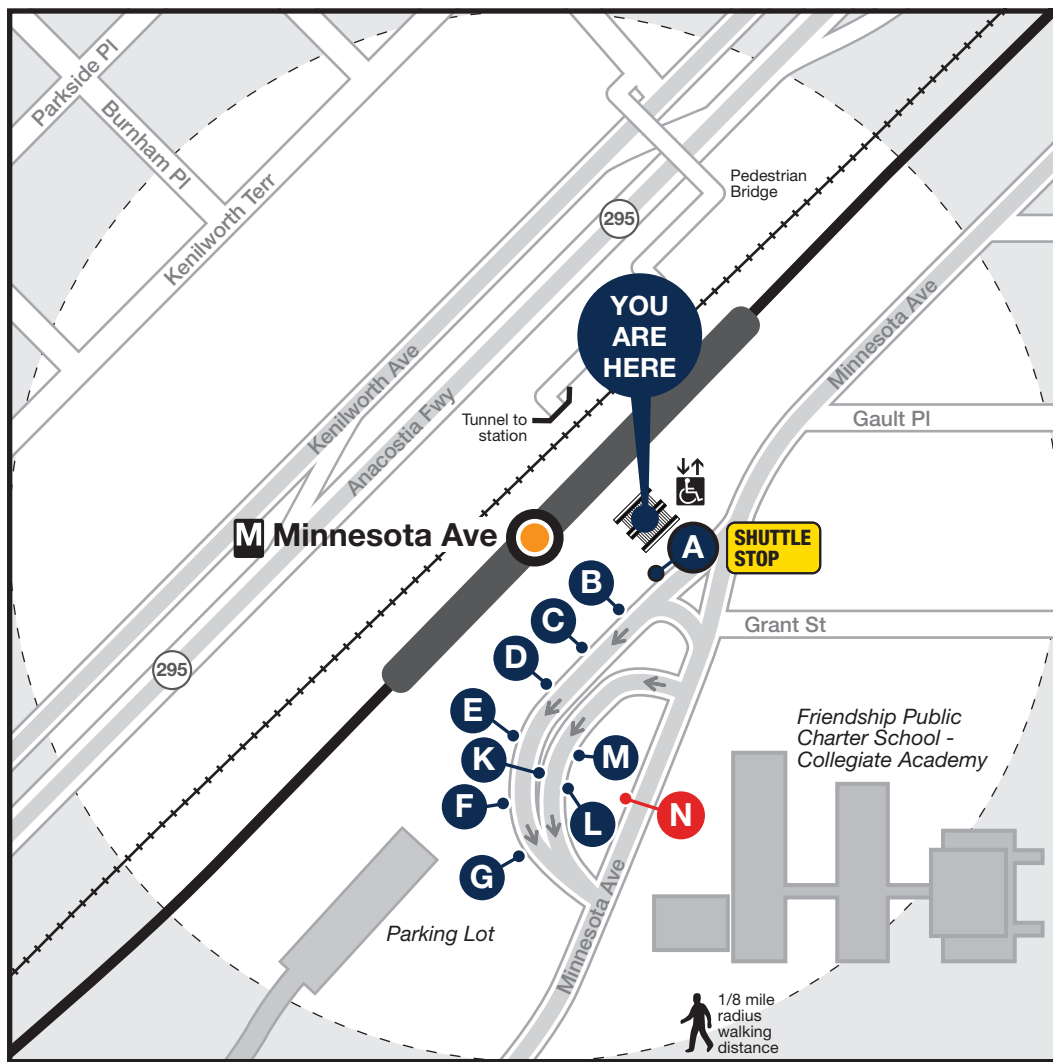 Parkside Pl
Burnham Pl
Kenilworth Terr
Pedestrian
Bridge
295
Minnesota Ave
YOU
ARE
HERE
Kenilworth Ave
Anacostia Fwy
Tunnel to
station
Gault Pl
M Minnesota Ave
A
SHUTTLE
STOP
B
C
D
Grant St
295
E
K
M
F
L
N
G
Friendship Public
Charter School -
Collegiate Academy
Parking Lot
Minnesota Ave
1/8 mile
radius
walking
distance